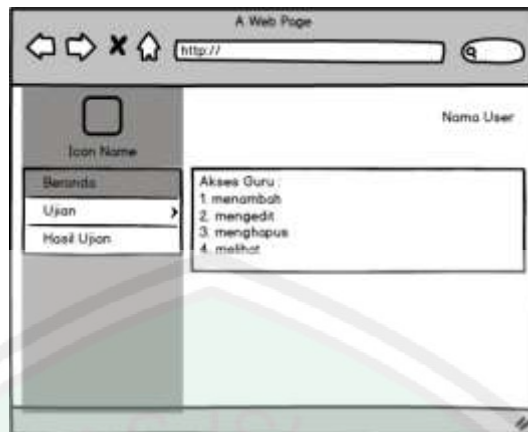 A Web Page
http://
Icon Name
Nama User
Beranda
Ujian
Hasil Ujian
Akses Guru :
1. menambah
2. mengedit
3. menghapus
4. melihat